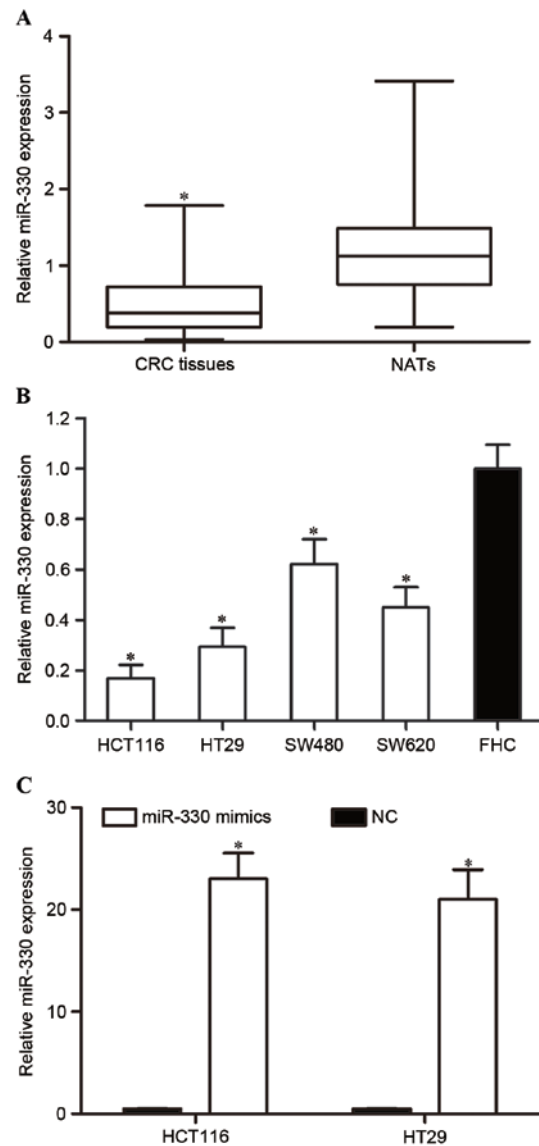 A
Relative miR-330 expression
4
3
2
1
0
*
CRC tissues NATs
B
Relative miR-330 expression
1.2
1.0
0.8
0.6
0.4
0.2
0.0
* * * *
HCT116 HT29 SW480 SW620 FHC
C
Relative miR-330 expression
30
20
10
0
miR-330 mimics NC
* *
HCT116 HT29